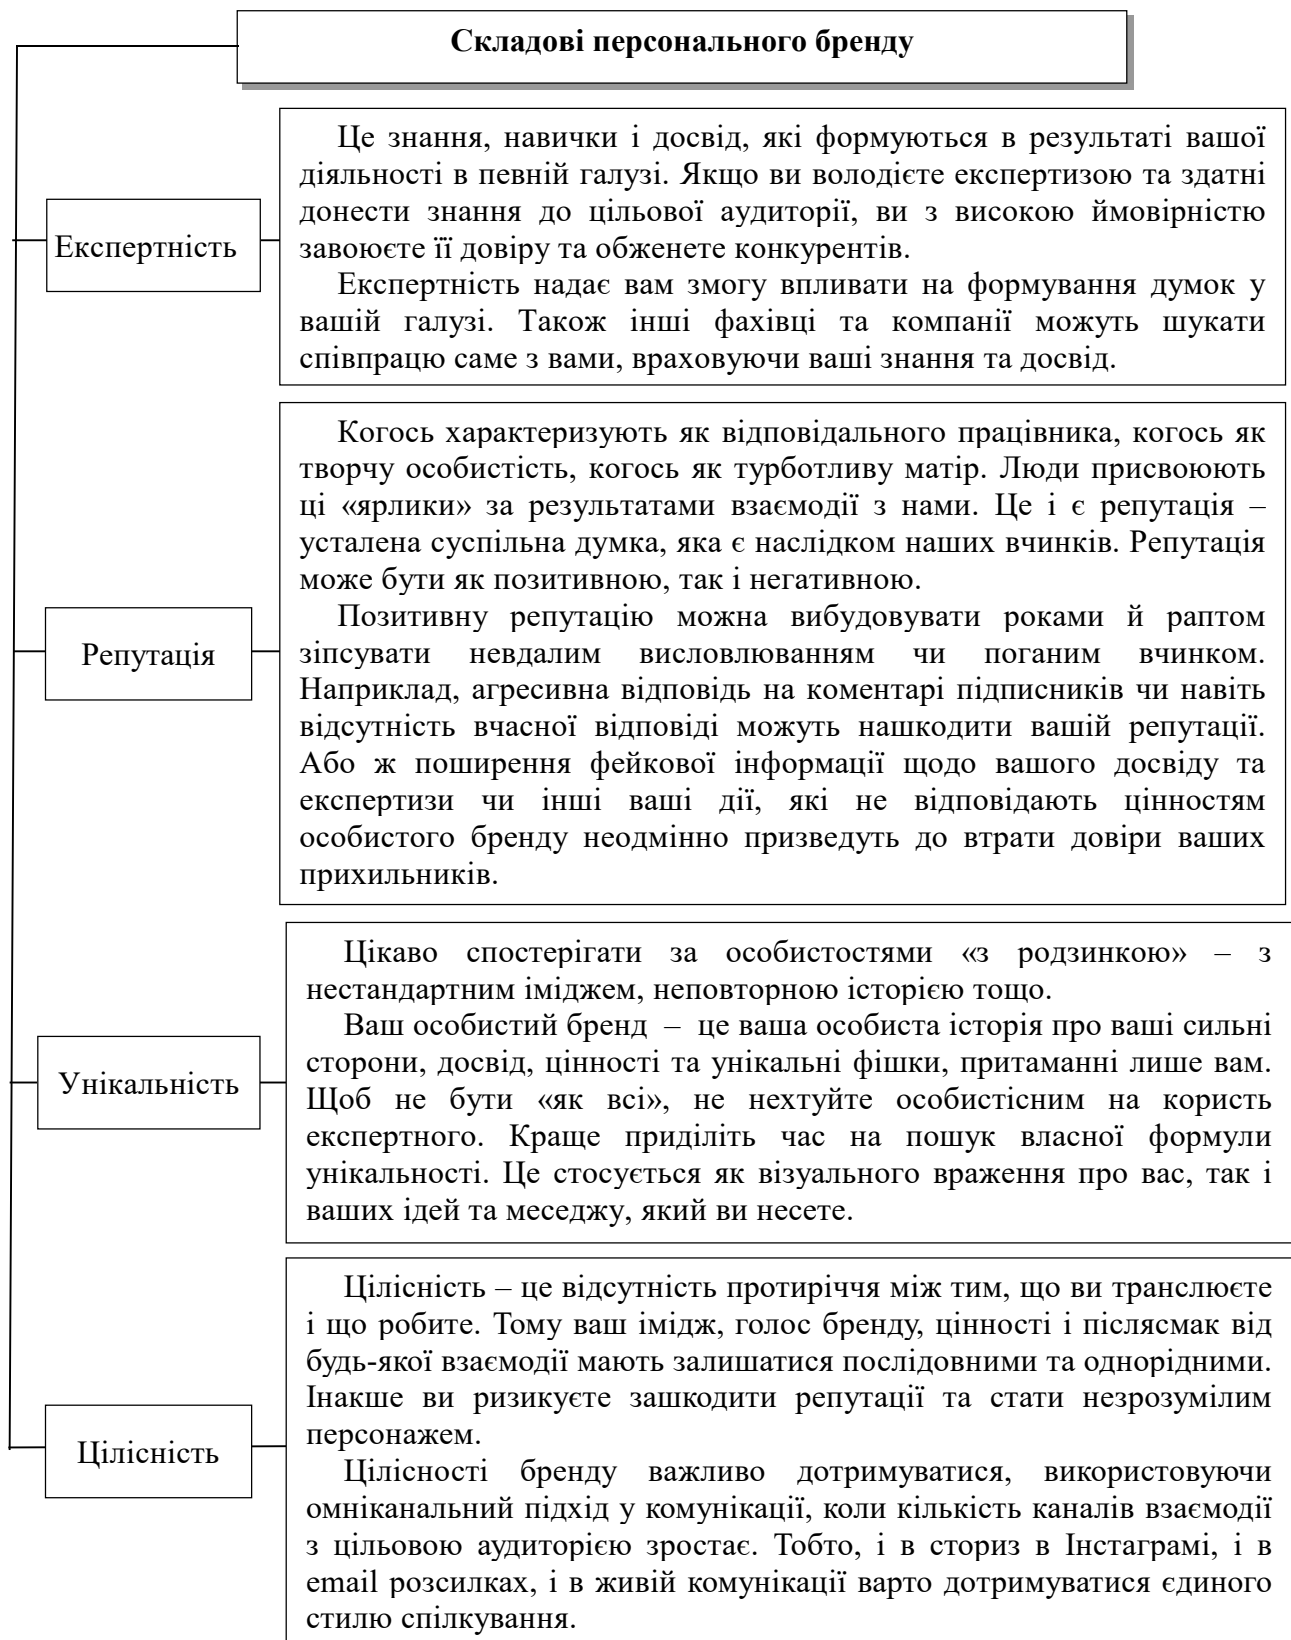 Складові персонального бренду
Експертність
Це знання, навички і досвід, які формуються в результаті вашої
діяльності в певній галузі. Якщо ви володієте експертизою та здатні
донести знання до цільової аудиторії, ви з високою ймовірністю
завоюєте її довіру та обженете конкурентів.
Експертність надає вам змогу впливати на формування думок у
вашій галузі. Також інші фахівці та компанії можуть шукати
співпрацю саме з вами, враховуючи ваші знання та досвід.
Репутація
Когось характеризують як відповідального працівника, когось як
творчу особистість, когось як турботливу матір. Люди присвоюють
ці «ярлики» за результатами взаємодії з нами. Це і є репутація –
усталена суспільна думка, яка є наслідком наших вчинків. Репутація
може бути як позитивною, так і негативною.
Позитивну репутацію можна вибудовувати роками й раптом
зіпсувати невдалим висловлюванням чи поганим вчинком.
Наприклад, агресивна відповідь на коментарі підписників чи навіть
відсутність вчасної відповіді можуть нашкодити вашій репутації.
Або ж поширення фейкової інформації щодо вашого досвіду та
експертизи чи інші ваші дії, які не відповідають цінностям
особистого бренду неодмінно призведуть до втрати довіри ваших
прихильників.
Унікальність
Цікаво спостерігати за особистостями «з родзинкою» – з
нестандартним іміджем, неповторною історією тощо.
Ваш особистий бренд – це ваша особиста історія про ваші сильні
сторони, досвід, цінності та унікальні фішки, притаманні лише вам.
Щоб не бути «як всі», не нехтуйте особистісним на користь
експертного. Краще приділіть час на пошук власної формули
унікальності. Це стосується як візуального враження про вас, так і
ваших ідей та меседжу, який ви несете.
Цілісність
Цілісність – це відсутність протиріччя між тим, що ви транслюєте
і що робите. Тому ваш імідж, голос бренду, цінності і післясмак від
будь-якої взаємодії мають залишатися послідовними та однорідними.
Інакше ви ризикуєте зашкодити репутації та стати незрозумілим
персонажем.
Цілісності бренду важливо дотримуватися, використовуючи
омніканальний підхід у комунікації, коли кількість каналів взаємодії
з цільовою аудиторією зростає. Тобто, і в сториз в Інстаграмі, і в
email розсилках, і в живій комунікації варто дотримуватися єдиного
стилю спілкування.